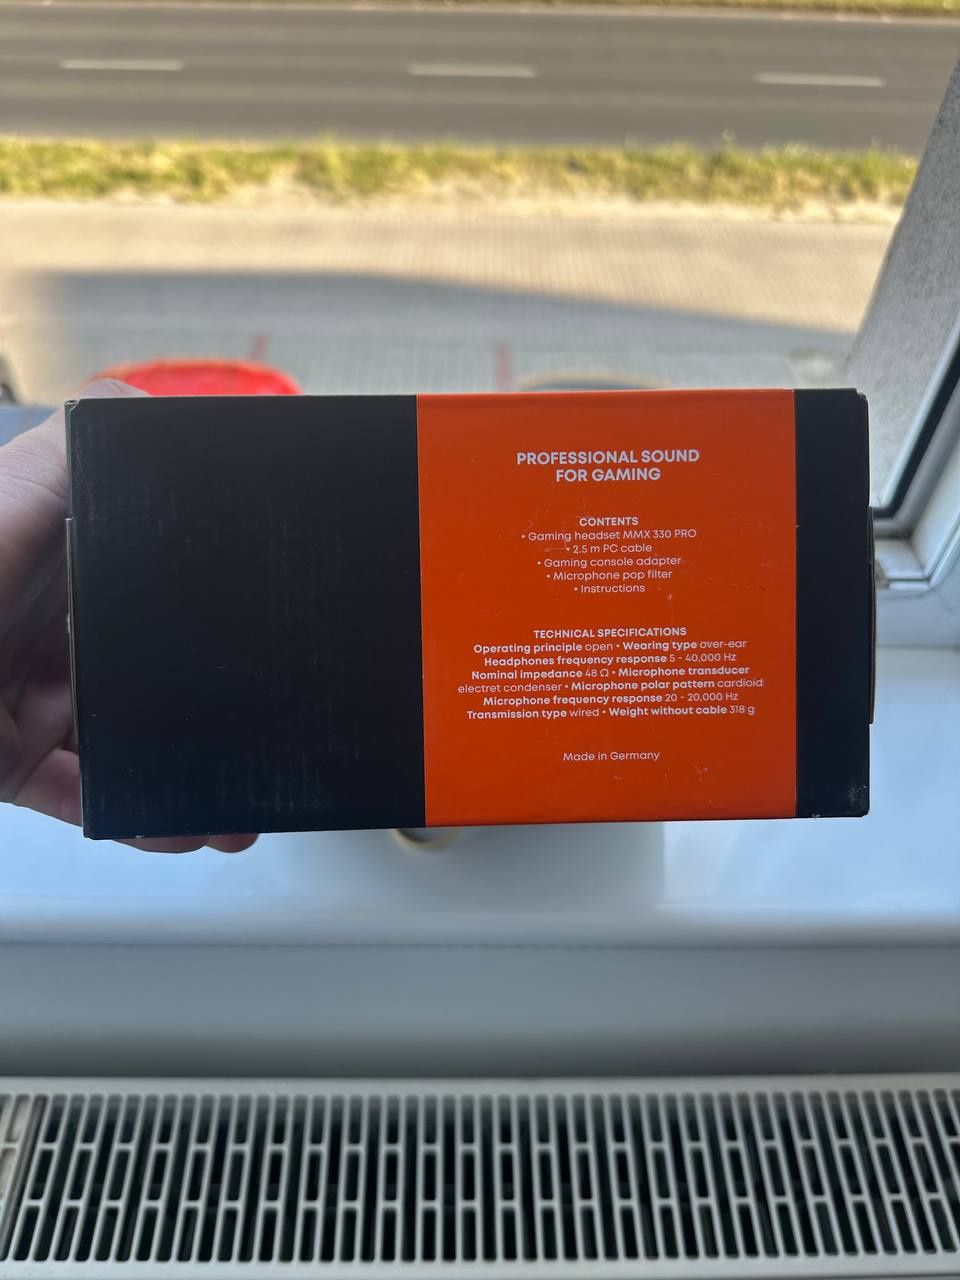 PROFESSIONAL SOUND
FOR GAMING
CONTENTS
• Gaming headset MMX 330 PRO
• 2.5 m PC cable
• Gaming console adapter
• Microphone pop filter
• Instructions
TECHNICAL SPECIFICATIONS
Operating principle open • Wearing type over-ear
Headphones frequency response 5 - 40,000 Hz
Nominal impedance 48 Ω • Microphone transducer
electret condenser • Microphone polar pattern cardioid
Microphone frequency response 20 - 20,000 Hz
Transmission type wired • Weight without cable 318 g
Made in Germany